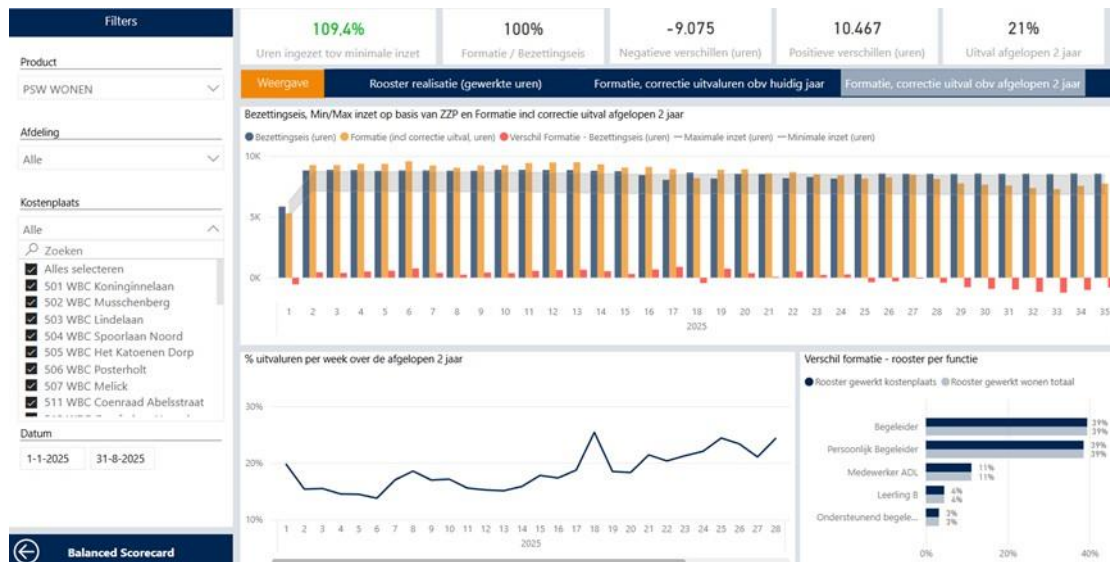 Filters
Product
PSW WONEN
Afdeling
Alle
Kostenplaats
Alle
Zoeken
Alles selecteren
501 WBC Koninginnelaan
502 WBC Musschenberg
503 WBC Lindelaan
504 WBC Spoorlaan Noord
505 WBC Het Katoenen Dorp
506 WBC Posterholt
507 WBC Melick
511 WBC Coenraad Abelsstraat
Datum
1-1-2025 31-8-2025
Balanced Scorecard
109,4% 100% -9.075 10.467 21%
Uren ingezet tov minimale inzet Formatie / Bezettingseis Negatieve verschillen (uren) Positieve verschillen (uren) Uitval afgelopen 2 jaar
Weergave Rooster realisatie (gewerkte uren) Formatie, correctie uitvaluren obv huidig jaar Formatie, correctie uitval obv afgelopen 2 jaar
Bezettingseis, Min/Max inzet op basis van ZZP en Formatie incl correctie uitval afgelopen 2 jaar
Bezettingseis (uren) Formatie (incl correctie uitval, uren) Verschil Formatie - Bezettingseis (uren) Maximale inzet (uren) Minimale inzet (uren)
10K
5K
0K
1 2 3 4 5 6 7 8 9 10 11 12 13 14 15 16 17 18 19 20 21 22 23 24 25 26 27 28 29 30 31 32 33 34 35
2025
% uitvaluren per week over de afgelopen 2 jaar
30%
20%
10%
1 2 3 4 5 6 7 8 9 10 11 12 13 14 15 16 17 18 19 20 21 22 23 24 25 26 27 28
2025
Verschil formatie - rooster per functie
Rooster gewerkt kostenplaats Rooster gewerkt wonen totaal
Begeleider 39%
39%
Persoonlijk Begeleider 39%
39%
Medewerker ADL 11%
11%
Leerling B 4%
4%
Ondersteunend begele... 3%
3%
0% 20% 40%